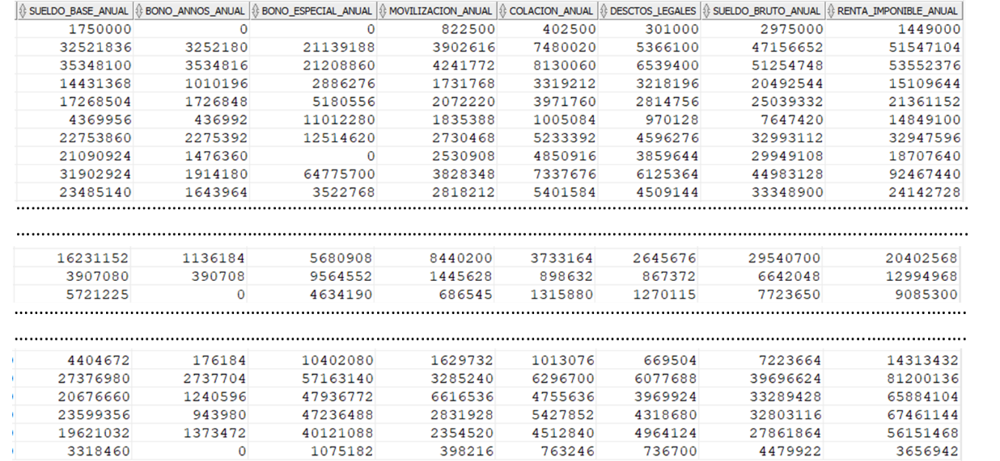 SUELDO_BASE_ANUAL BONO_ANNOS_ANUAL BONO_ESPECIAL_ANUAL MOVILIZACION_ANUAL COLACION_ANUAL DESCTOS_LEGALES SUELDO_BRUTO_ANUAL RENTA_IMPONIBLE_ANUAL
1750000 0 0 822500 402500 301000 2975000 1449000
32521836 3252180 21139188 3902616 7480020 5366100 47156652 51547104
35348100 3534816 21208860 4241772 8130060 6539400 51254748 53552376
14431368 1010196 2886276 1731768 3319212 3218196 20492544 15109644
17268504 1726848 5180556 2072220 3971760 2814756 25039332 21361152
4369956 436992 11012280 1835388 1005084 970128 7647420 14849100
22753860 2275392 12514620 2730468 5233392 4596276 32993112 32947596
21090924 1476360 0 2530908 4850916 3859644 29949108 18707640
31902924 1914180 64775700 3828348 7337676 6125364 44983128 92467440
23485140 1643964 3522768 2818212 5401584 4509144 33348900 24142728
16231152 1136184 5680908 8440200 3733164 2645676 29540700 20402568
3907080 390708 9564552 1445628 898632 867372 6642048 12994968
5721225 0 4634190 686545 1315880 1270115 7723650 9085300
4404672 176184 10402080 1629732 1013076 669504 7223664 14313432
27376980 2737704 57163140 3285240 6296700 6077688 39696624 81200136
20676660 1240596 47936772 6616536 4755636 3969924 33289428 65884104
23599356 943980 47236488 2831928 5427852 4318680 32803116 67461144
19621032 1373472 40121088 2354520 4512840 4964124 27861864 56151468
3318460 0 1075182 398216 763246 736700 4479922 3656942